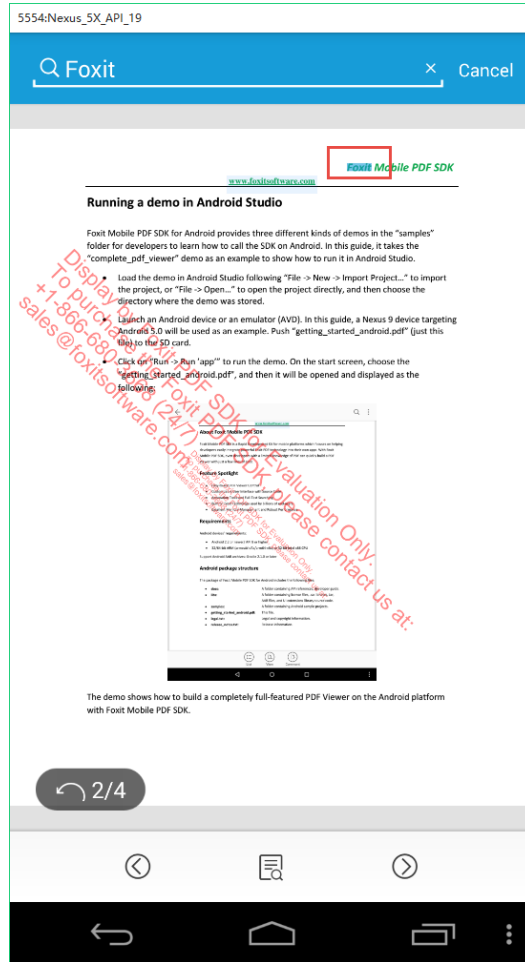 5554:Nexus_5X_API_19
Foxit
Cancel
Foxit Mobile PDF SDK
www.foxitsoftware.com
Running a demo in Android Studio
Foxit Mobile PDF SDK for Android provides three different kinds of demos in the "samples"
folder for developers to learn how to call the SDK on Android. In this guide, it takes the
"complete_pdf_viewer" demo as an example to show how to run it in Android Studio.
Load the demo in Android Studio following "File -> New -> Import Project…" to import
the project, or "File -> Open…" to open the project directly, and then choose the
directory where the demo was stored.
Launch an Android device or an emulator (AVD). In this guide, a Nexus 9 device targeting
Android 5.0 will be used as an example. Push "getting_started_android.pdf" (just this
file) to the SD card.
Click on "Run -> Run 'app'" to run the demo. On the start screen, choose the
"getting_started_android.pdf", and then it will be opened and displayed as the
following:
Display by Foxit PDF SDK for Evaluation Only.
To purchase the Foxit PDF SDK please contact us at:
+1-866-680-3668 (24/7)
sales@foxitsoftware.com
About Foxit Mobile PDF SDK
Feature Spotlight
Requirements
Android package structure
The demo shows how to build a completely full-featured PDF Viewer on the Android platform
with Foxit Mobile PDF SDK.
2/4